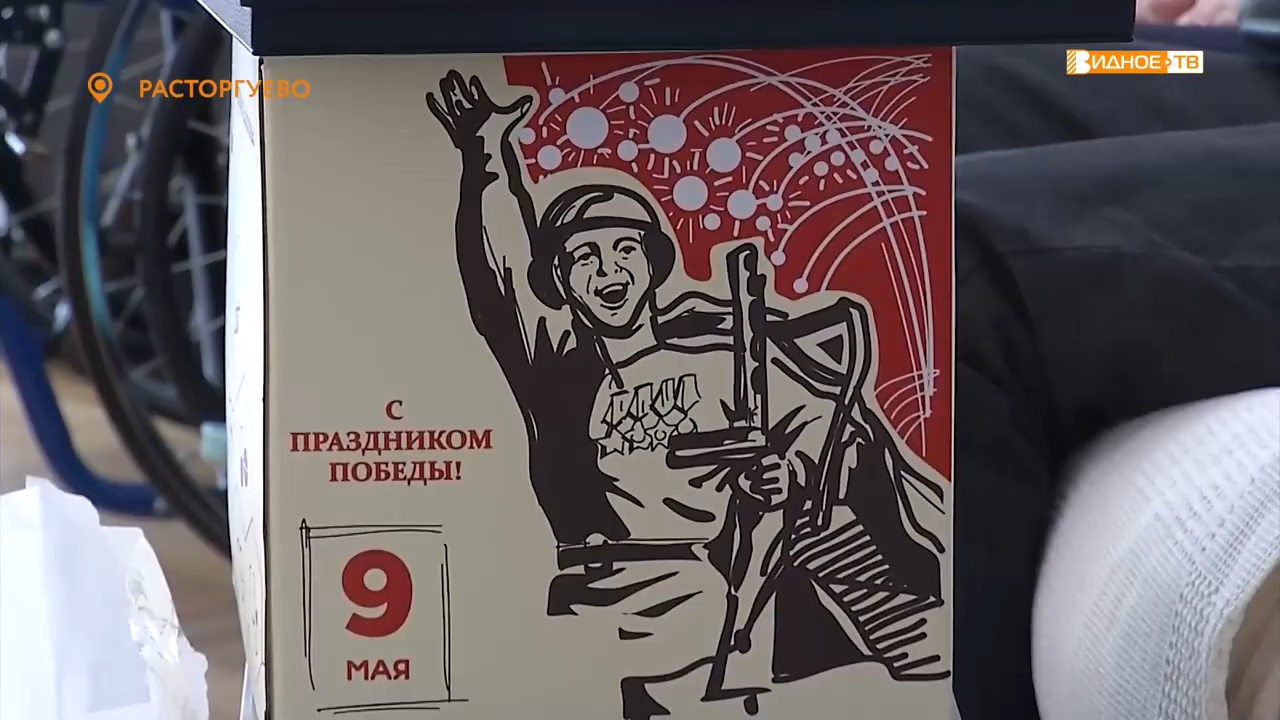 РАСТОРГУЕВО
ВИДНОЕ ТВ
С
ПРАЗДНИКОМ
ПОБЕДЫ!
9
МАЯ